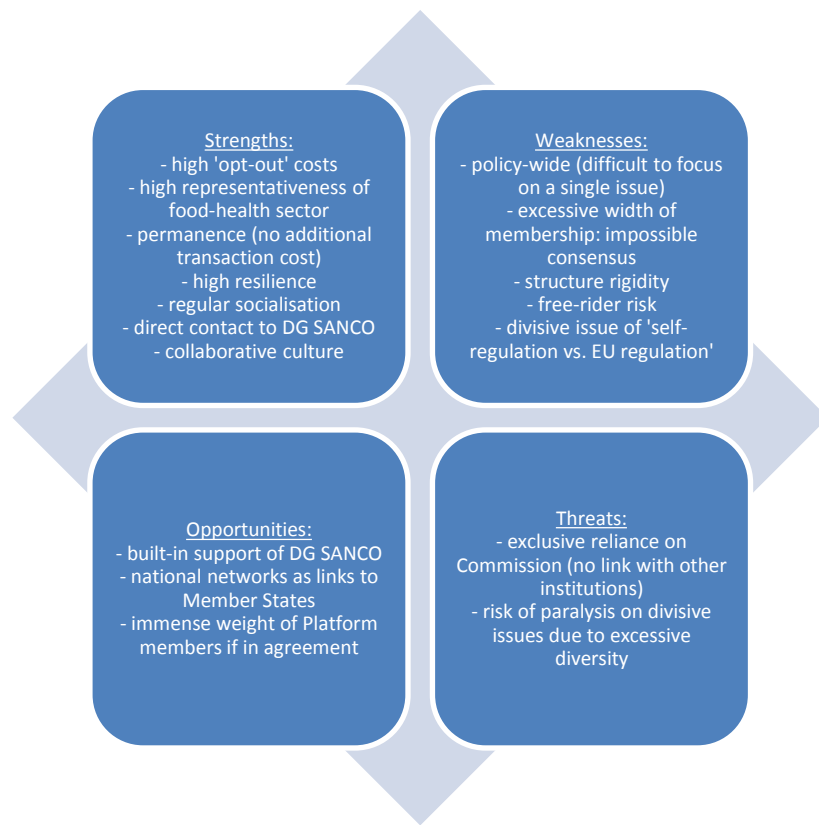 Strengths:
- high 'opt-out' costs
- high representativeness of
food-health sector
- permanence (no additional
transaction cost)
- high resilience
- regular socialisation
- direct contact to DG SANCO
- collaborative culture
Weaknesses:
- policy-wide (difficult to focus
on a single issue)
- excessive width of
membership: impossible
consensus
- structure rigidity
- free-rider risk
- divisive issue of 'self-
regulation vs. EU regulation'
Opportunities:
- built-in support of DG SANCO
- national networks as links to
Member States
- immense weight of Platform
members if in agreement
Threats:
- exclusive reliance on
Commission (no link with other
institutions)
- risk of paralysis on divisive
issues due to excessive
diversity